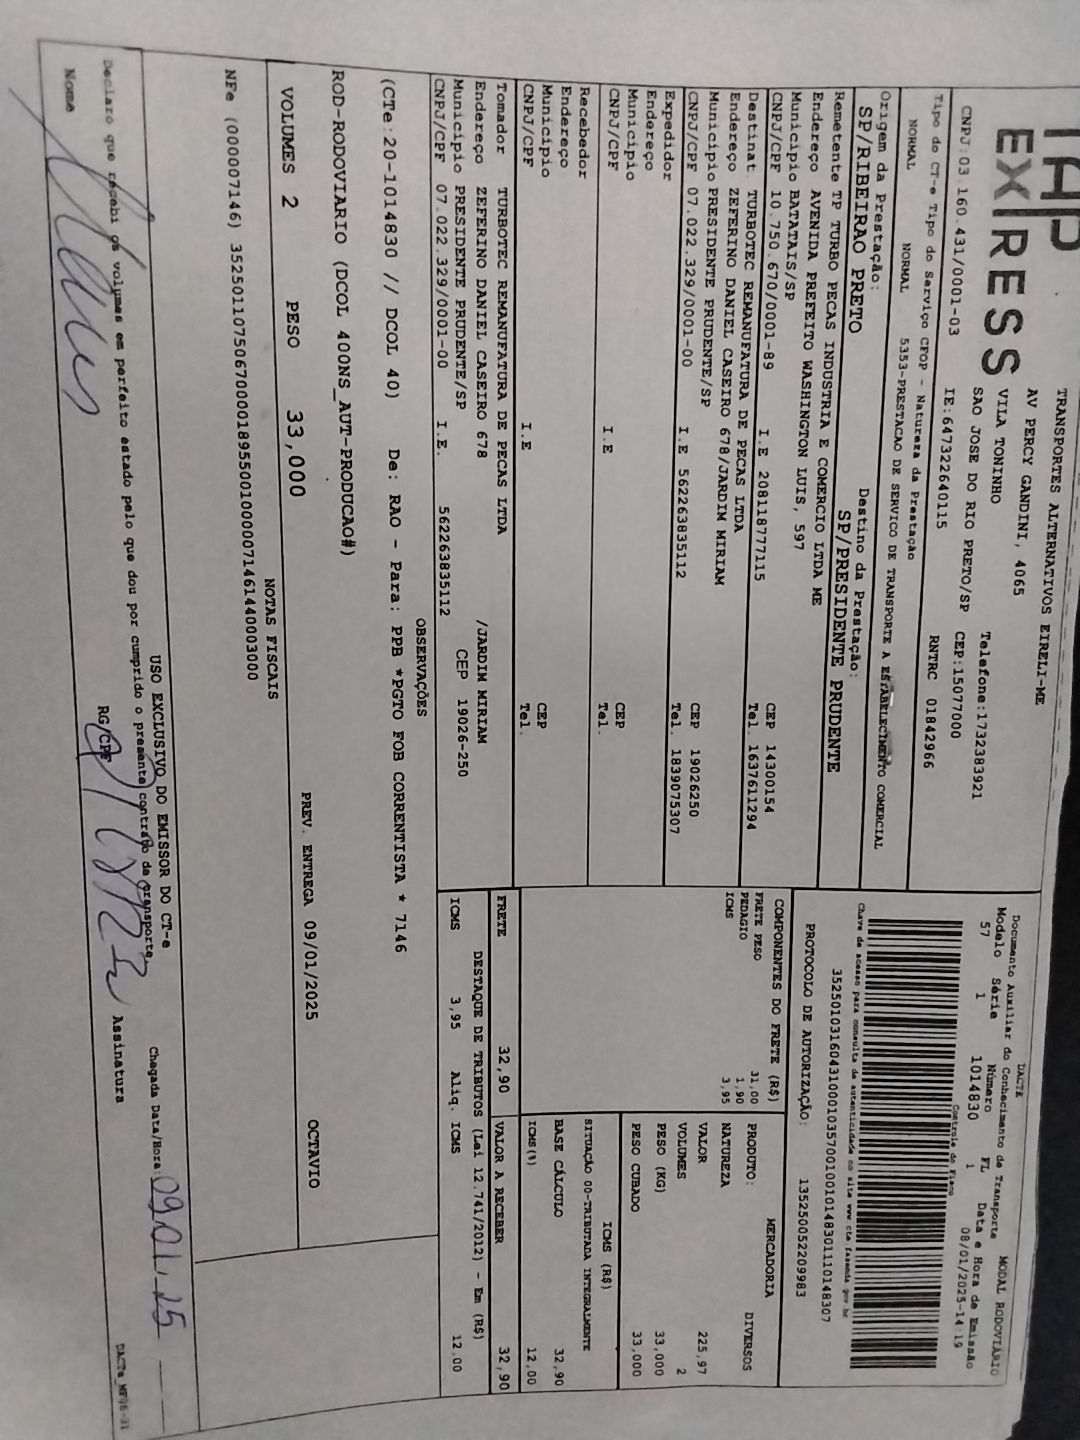 TAP
EXPRESS
TRANSPORTES ALTERNATIVOS EIRELI-ME
AV PERCY GANDINI, 4065
VILA TONINHO
SAO JOSE DO RIO PRETO/SP
Telefone:1732383921
CEP:15077000
CNPJ:03.160.431/0001-03 IE:647322640115 RNTRC 01842966
Tipo do CT-e Tipo do Serviço CFOP - Natureza da Prestação
NORMAL NORMAL 5353-PRESTACAO DE SERVICO DE TRANSPORTE A ESTABELECIMENTO COMERCIAL
Origem da Prestação: Destino da Prestação:
SP/RIBEIRAO PRETO SP/PRESIDENTE PRUDENTE
Remetente TP TURBO PECAS INDUSTRIA E COMERCIO LTDA ME
Endereço AVENIDA PREFEITO WASHINGTON LUIS, 597
Município BATATAIS/SP CEP 14300154
CNPJ/CPF 10.750.670/0001-89 I.E 208118777115 Tel. 1637611294
Destinat. TURBOTEC REMANUFATURA DE PECAS LTDA
Endereço ZEFERINO DANIEL CASEIRO 678/JARDIM MIRIAM
Município PRESIDENTE PRUDENTE/SP CEP 19026250
CNPJ/CPF 07.022.329/0001-00 I.E 562263835112 Tel. 1839075307
Expedidor
Endereço
Município CEP
CNPJ/CPF I.E Tel.
Recebedor
Endereço
Município CEP
CNPJ/CPF I.E Tel.
Tomador TURBOTEC REMANUFATURA DE PECAS LTDA
Endereço ZEFERINO DANIEL CASEIRO 678 /JARDIM MIRIAM
Município PRESIDENTE PRUDENTE/SP CEP 19026-250
CNPJ/CPF 07.022.329/0001-00 I.E. 562263835112
DACTE
Documento Auxiliar do Conhecimento de Transporte MODAL RODOVIÁRIO
Modelo Série Número FL Data e Hora de Emissão
57 1 1014830 1 08/01/2025-14:19
Controle do Fisco
Chave de acesso para consulta de autenticidade no site www.cte.fazenda.gov.br
35250103160431000103570010010148301110148307
PROTOCOLO DE AUTORIZAÇÃO: 135250052209983
COMPONENTES DO FRETE (R$)
FRETE PESO 31,00
PEDAGIO 1,90
ICMS 3,95
MERCADORIA
PRODUTO: DIVERSOS
NATUREZA
VALOR 225,97
VOLUMES 2
PESO (KG) 33,000
PESO CUBADO 33,000
ICMS (R$)
SITUAÇÃO 00-TRIBUTADA INTEGRALMENTE
BASE CÁLCULO 32,90
ICMS(%) 12,00
FRETE 32,90 VALOR A RECEBER 32,90
DESTAQUE DE TRIBUTOS (Lei 12.741/2012) - Em (R$)
ICMS 3,95 Aliq. ICMS 12,00
OBSERVAÇÕES
(CTe:20-1014830 // DCOL 40) De: RAO - Para: PPB *PGTO FOB CORRENTISTA * 7146
ROD-RODOVIARIO (DCOL 400NS_AUT-PRODUCAO#)
VOLUMES 2 PESO 33,000 PREV. ENTREGA 09/01/2025 OCTAVIO
NOTAS FISCAIS
NFe (000007146) 35250110750670000189550010000071461440003000
USO EXCLUSIVO DO EMISSOR DO CT-e
Declaro que recebi os volumes em perfeito estado pelo que dou por cumprido o presente contrato de transporte.
Chegada Data/Hora: 09.01.25
Nome RG/CPF Assinatura